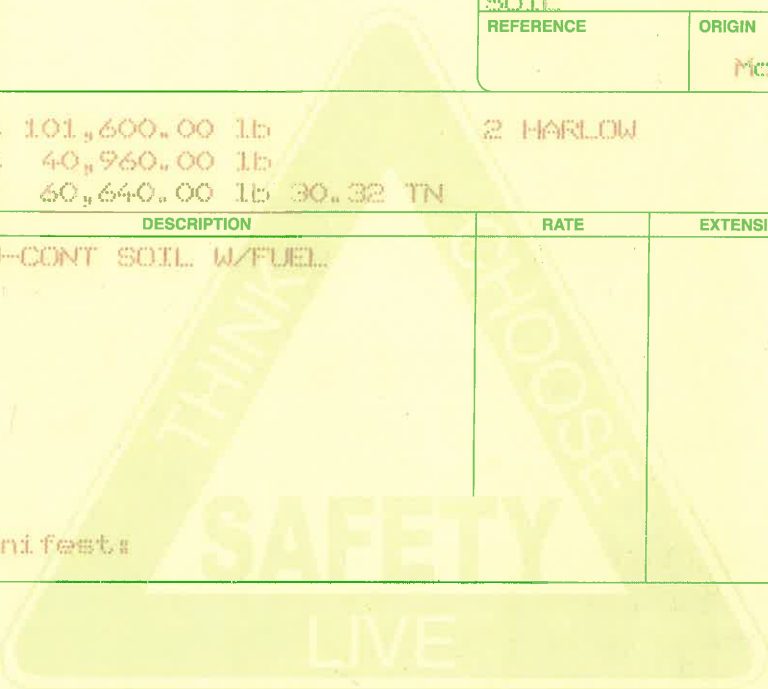 SOIL
REFERENCE ORIGIN
101,600.00 lb 2 HARLOW
40,960.00 lb
60,640.00 lb 30.32 TN
DESCRIPTION RATE EXTENSI
-CONT SOIL W/FUEL
THINK CHOOSE
SAFETY
nifest:
LIVE